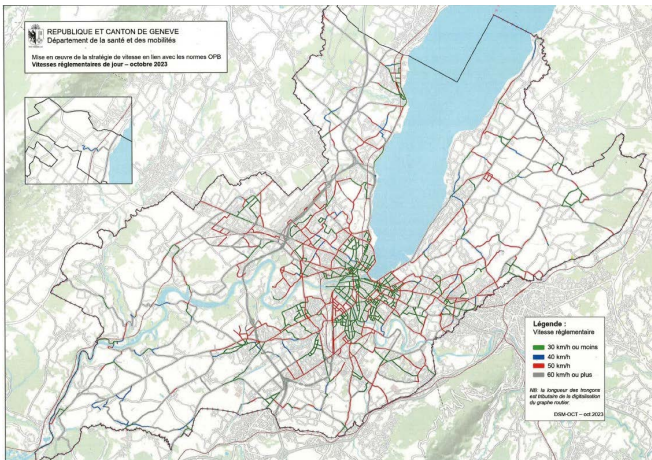 REPUBLIQUE ET CANTON DE GENEVE
Département de la santé et des mobilités
Mise en œuvre de la stratégie de vitesse en lien avec les normes OPB
Vitesses réglementaires de jour – octobre 2023
Légende :
Vitesse réglementaire
30 km/h ou moins
40 km/h
50 km/h
60 km/h ou plus
NB: la longueur des tronçons
est tributaire de la digitalisation
du graphe routier.
DSM-OCT – oct.2023